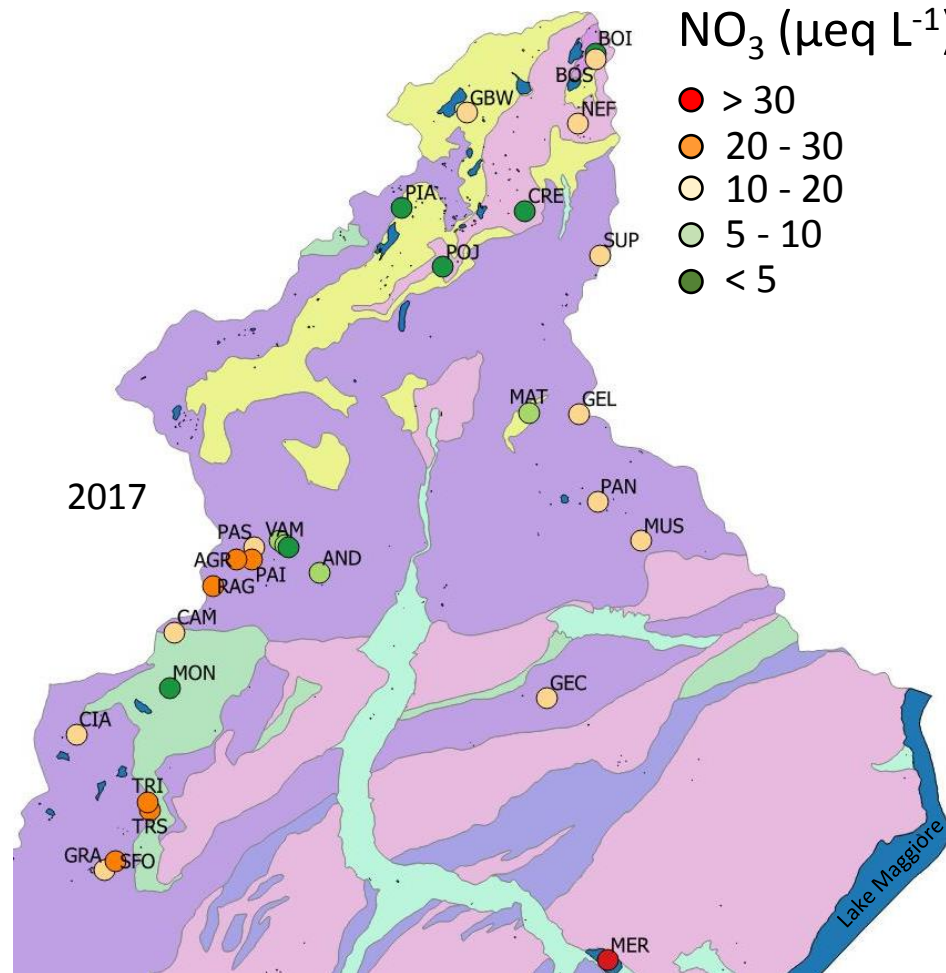 NO3 (µeq L-1)
> 30
20 - 30
10 - 20
5 - 10
< 5
BOI
BOS
GBW
NEF
PIA
CRE
SUP
POJ
MAT
GEL
2017
PAN
MUS
PAS
VAM
AGR
PAI
AND
RAG
CAM
MON
GEC
CIA
TRI
TRS
GRA
SFO
Lake Maggiore
MER